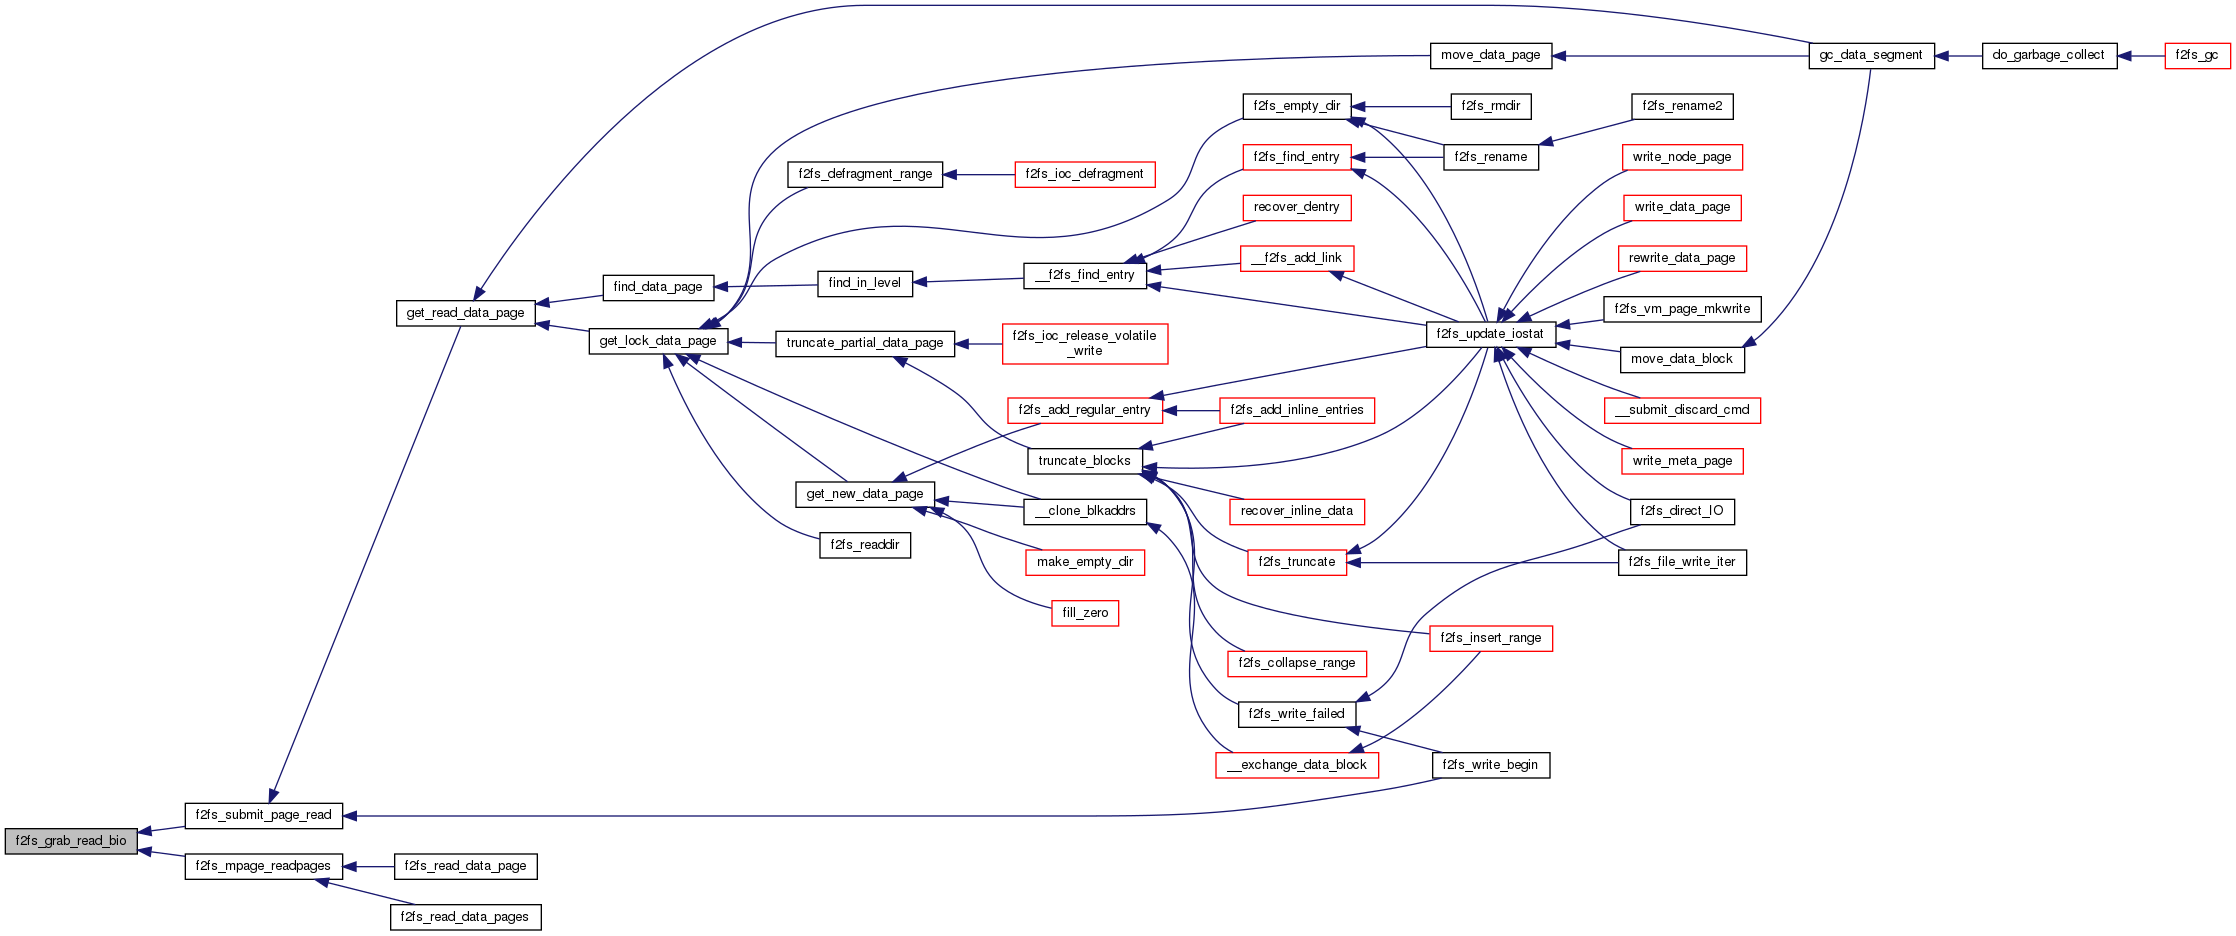 move_data_page
gc_data_segment
do_garbage_collect
f2fs_gc
f2fs_empty_dir
f2fs_rmdir
f2fs_rename2
f2fs_find_entry
f2fs_rename
write_node_page
f2fs_defragment_range
f2fs_ioc_defragment
recover_dentry
write_data_page
__f2fs_add_link
rewrite_data_page
find_data_page
find_in_level
__f2fs_find_entry
get_read_data_page
f2fs_vm_page_mkwrite
get_lock_data_page
truncate_partial_data_page
f2fs_ioc_release_volatile
_write
f2fs_update_iostat
move_data_block
f2fs_add_regular_entry
f2fs_add_inline_entries
__submit_discard_cmd
truncate_blocks
write_meta_page
get_new_data_page
__clone_blkaddrs
recover_inline_data
f2fs_direct_IO
f2fs_readdir
make_empty_dir
f2fs_truncate
f2fs_file_write_iter
fill_zero
f2fs_insert_range
f2fs_collapse_range
f2fs_write_failed
__exchange_data_block
f2fs_write_begin
f2fs_submit_page_read
f2fs_grab_read_bio
f2fs_mpage_readpages
f2fs_read_data_page
f2fs_read_data_pages